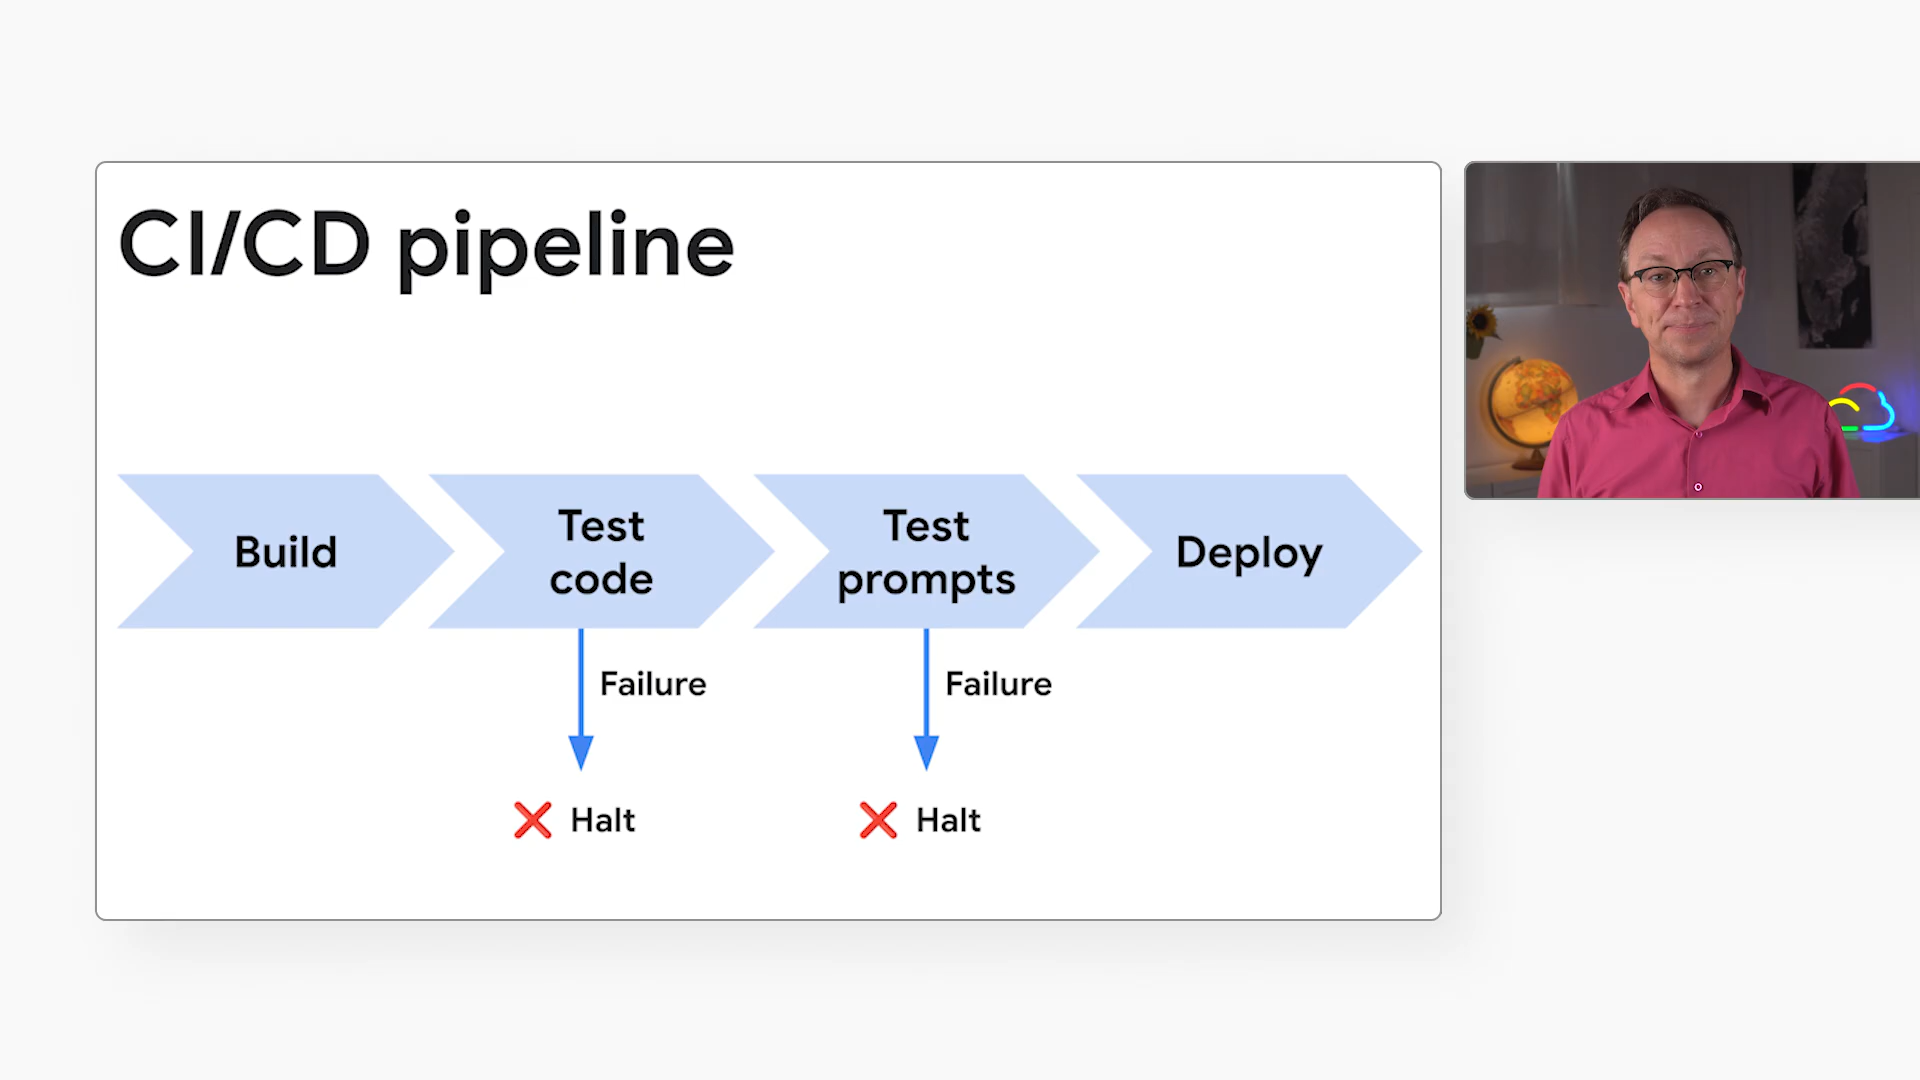 CI/CD pipeline
Build
Test
code
Test
prompts
Deploy
Failure
Failure
❌ Halt
❌ Halt